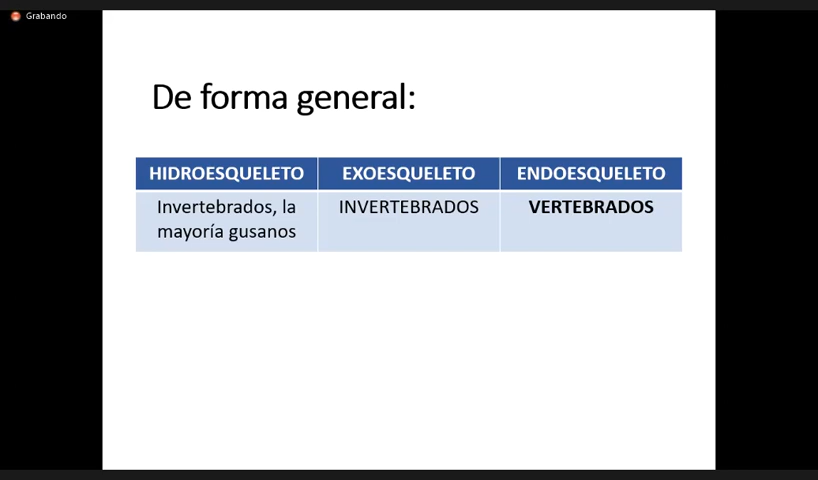 Grabando
De forma general:
HIDROESQUELETO EXOESQUELETO ENDOESQUELETO
Invertebrados, la INVERTEBRADOS VERTEBRADOS
mayoría gusanos